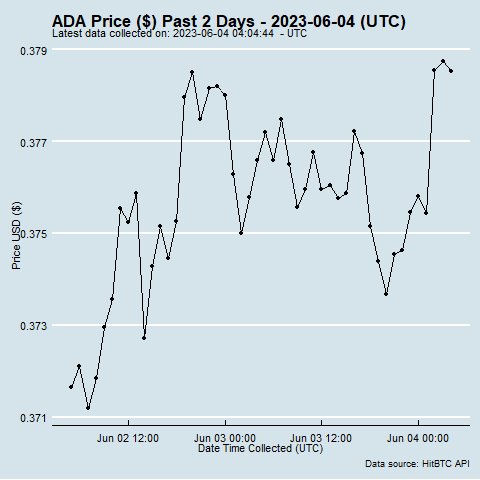 ADA Price ($) Past 2 Days - 2023-06-04 (UTC)
Latest data collected on: 2023-06-04 04:04:44 - UTC
0.379
0.377
0.375
0.373
0.371
Price USD ($)
Jun 02 12:00 Jun 03 00:00 Jun 03 12:00 Jun 04 00:00
Date Time Collected (UTC)
Data source: HitBTC API